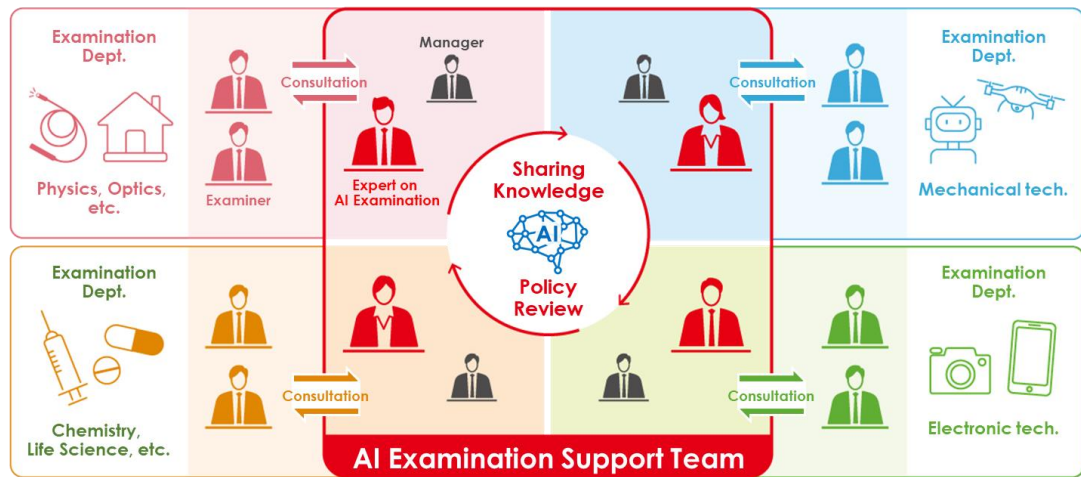 Examination
Dept.
Physics, Optics,
etc.
Examiner
Consultation
Manager
Expert on
AI Examination
Sharing
Knowledge
AI
Policy
Review
Consultation
Examination
Dept.
Mechanical tech.
Examination
Dept.
Chemistry,
Life Science, etc.
Consultation
Consultation
Examination
Dept.
Electronic tech.
AI Examination Support Team